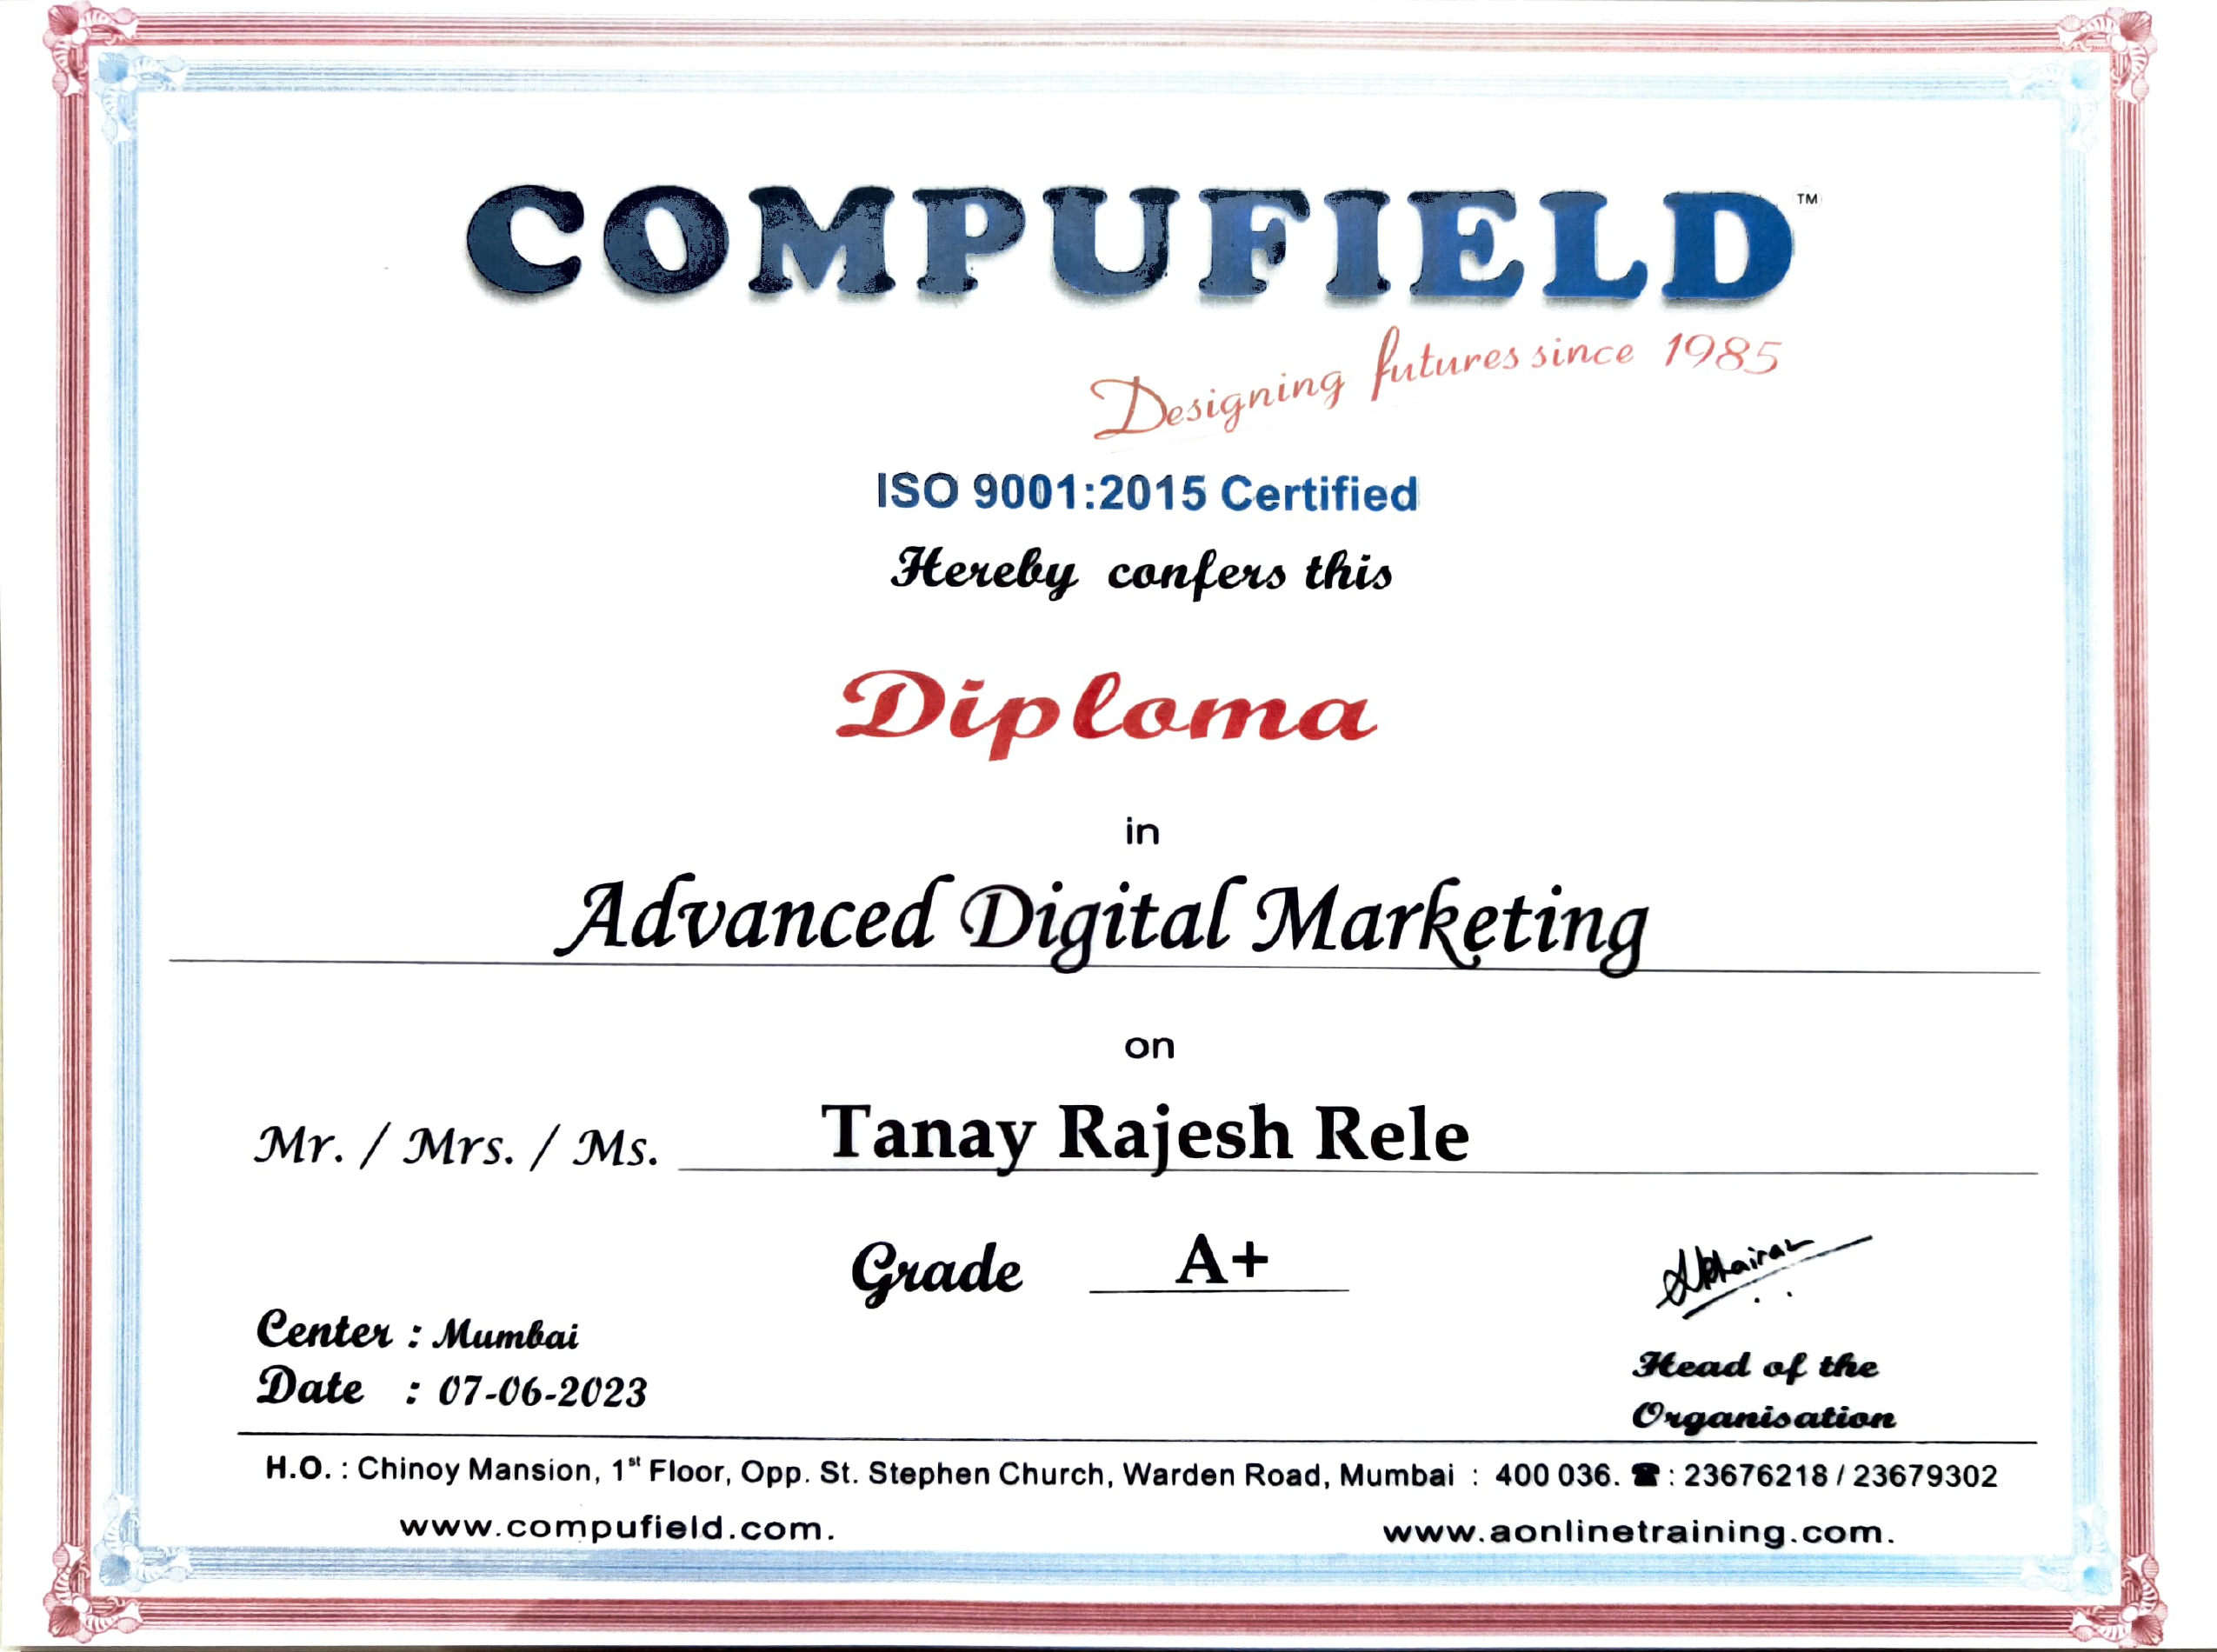 COMPUFIELD™
Designing futures since 1985
ISO 9001:2015 Certified
Hereby confers this
Diploma
in
Advanced Digital Marketing
on
Mr. / Mrs. / Ms. Tanay Rajesh Rele
Grade A+
Center : Mumbai
Date : 07-06-2023
Head of the
Organisation
H.O. : Chinoy Mansion, 1st Floor, Opp. St. Stephen Church, Warden Road, Mumbai : 400 036. ☎ : 23676218 / 23679302
www.compufield.com. www.aonlinetraining.com.